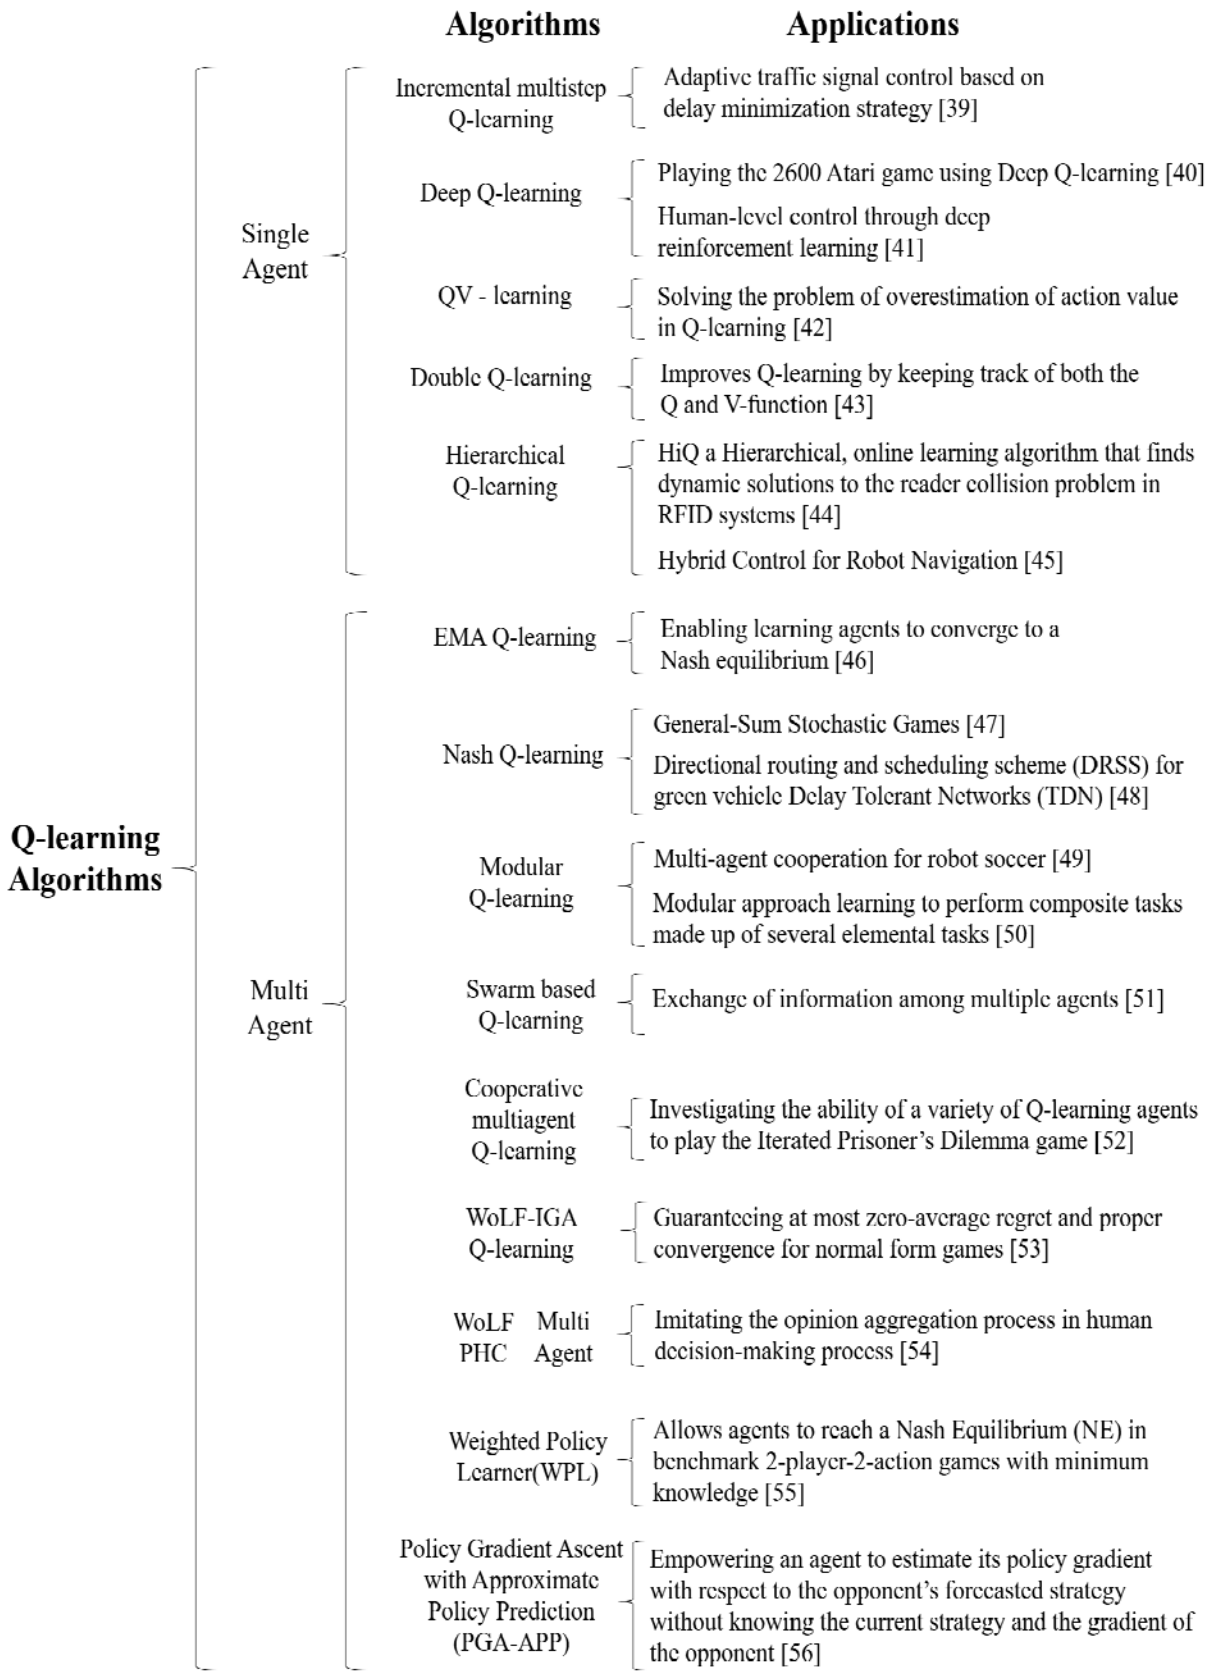 Algorithms
Applications
Q-learning
Algorithms
Single
Agent
Incremental multistep
Q-learning
Adaptive traffic signal control based on
delay minimization strategy [39]
Deep Q-learning
Playing the 2600 Atari game using Deep Q-learning [40]
Human-level control through deep
reinforcement learning [41]
QV - learning
Solving the problem of overestimation of action value
in Q-learning [42]
Double Q-learning
Improves Q-learning by keeping track of both the
Q and V-function [43]
Hierarchical
Q-learning
HiQ a Hierarchical, online learning algorithm that finds
dynamic solutions to the reader collision problem in
RFID systems [44]
Hybrid Control for Robot Navigation [45]
Multi
Agent
EMA Q-learning
Enabling learning agents to converge to a
Nash equilibrium [46]
Nash Q-learning
General-Sum Stochastic Games [47]
Directional routing and scheduling scheme (DRSS) for
green vehicle Delay Tolerant Networks (TDN) [48]
Modular
Q-learning
Multi-agent cooperation for robot soccer [49]
Modular approach learning to perform composite tasks
made up of several elemental tasks [50]
Swarm based
Q-learning
Exchange of information among multiple agents [51]
Cooperative
multiagent
Q-learning
Investigating the ability of a variety of Q-learning agents
to play the Iterated Prisoner's Dilemma game [52]
WoLF-IGA
Q-learning
Guaranteeing at most zero-average regret and proper
convergence for normal form games [53]
WoLF Multi
PHC Agent
Imitating the opinion aggregation process in human
decision-making process [54]
Weighted Policy
Learner(WPL)
Allows agents to reach a Nash Equilibrium (NE) in
benchmark 2-player-2-action games with minimum
knowledge [55]
Policy Gradient Ascent
with Approximate
Policy Prediction
(PGA-APP)
Empowering an agent to estimate its policy gradient
with respect to the opponent's forecasted strategy
without knowing the current strategy and the gradient of
the opponent [56]